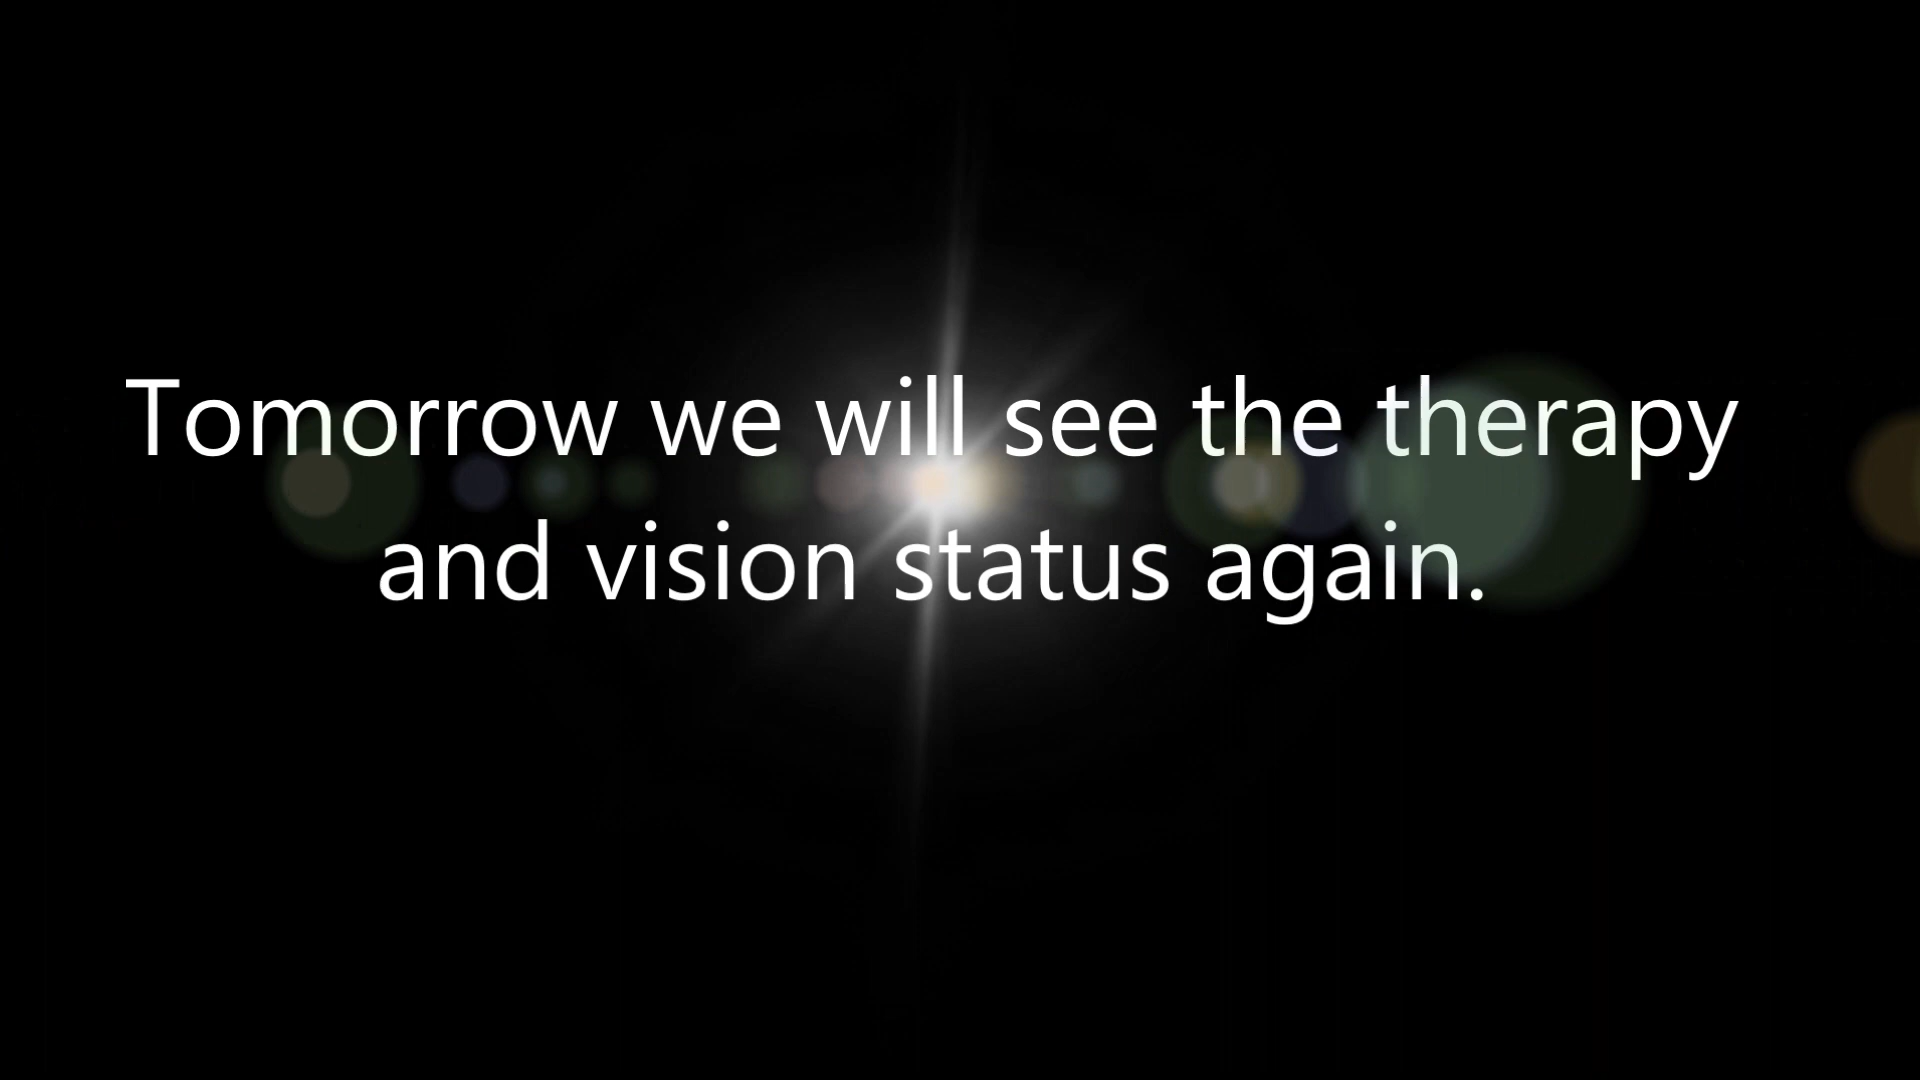 Tomorrow we will see the therapy
and vision status again.